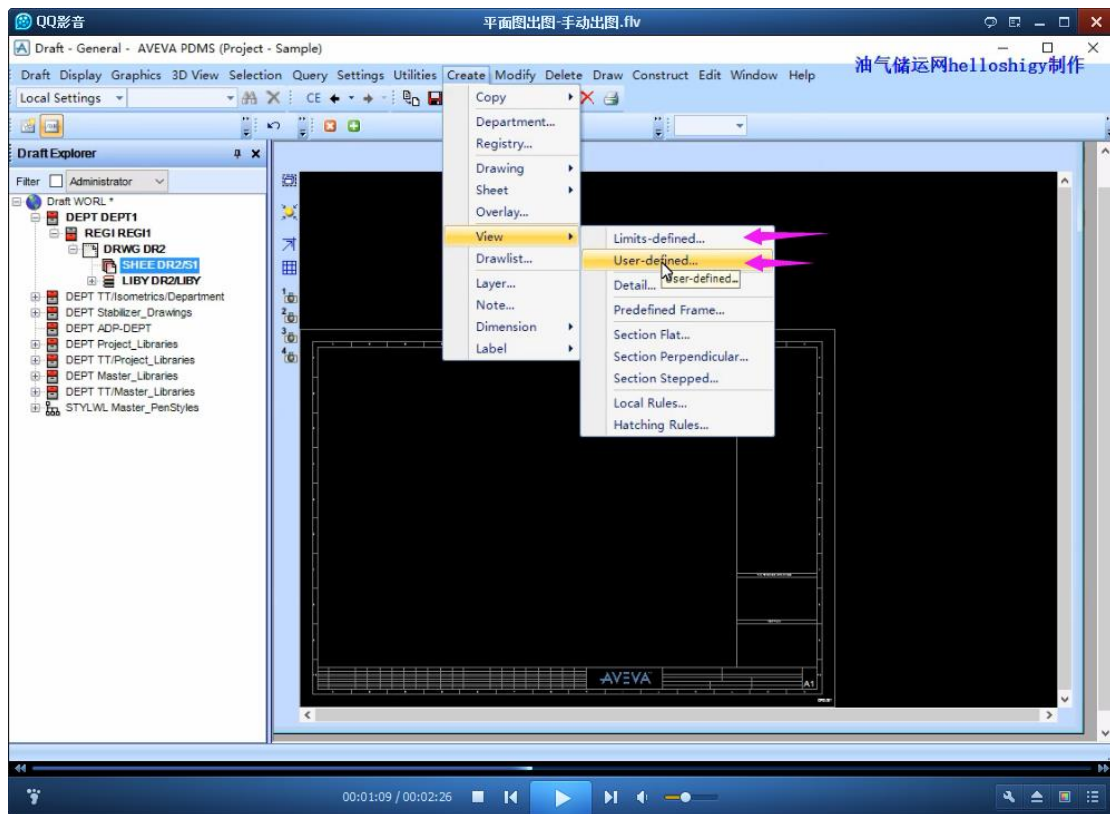 QQ影音
平面图出图-手动出图.flv
Draft - General - AVEVA PDMS (Project - Sample)
油气储运网helloshigy制作
Draft Display Graphics 3D View Selection Query Settings Utilities Create Modify Delete Draw Construct Edit Window Help
Local Settings
CE
Copy
Department...
Registry...
Drawing
Sheet
Overlay...
View
Drawlist...
Layer...
Note...
Dimension
Label
Limits-defined...
User-defined...
User-defined...
Detail...
Predefined Frame...
Section Flat...
Section Perpendicular...
Section Stepped...
Local Rules...
Hatching Rules...
Draft Explorer
Filter Administrator
Draft WORL *
DEPT DEPT1
REGI REGI1
DRWG DR2
SHEE DR2/S1
LIBY DR2/LIBY
DEPT TT/Isometrics/Department
DEPT Stabilizer_Drawings
DEPT ADP-DEPT
DEPT Project_Libraries
DEPT TT/Project_Libraries
DEPT Master_Libraries
DEPT TT/Master_Libraries
STYLWL Master_PenStyles
1
2
3
4
AVEVA
A1
00:01:09 / 00:02:26